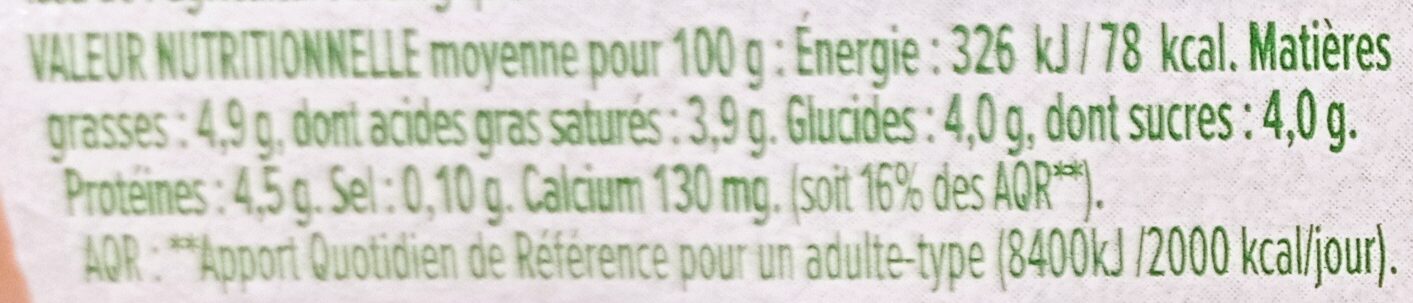 VALEUR NUTRITIONNELLE moyenne pour 100 g : Énergie : 326 kJ / 78 kcal. Matières
grasses : 4,9 g, dont acides gras saturés : 3,9 g. Glucides : 4,0 g, dont sucres : 4,0 g.
Protéines : 4,5 g. Sel : 0,10 g. Calcium 130 mg. (soit 16% des AQR**).
AQR : **Apport Quotidien de Référence pour un adulte-type (8400kJ /2000 kcal/jour).